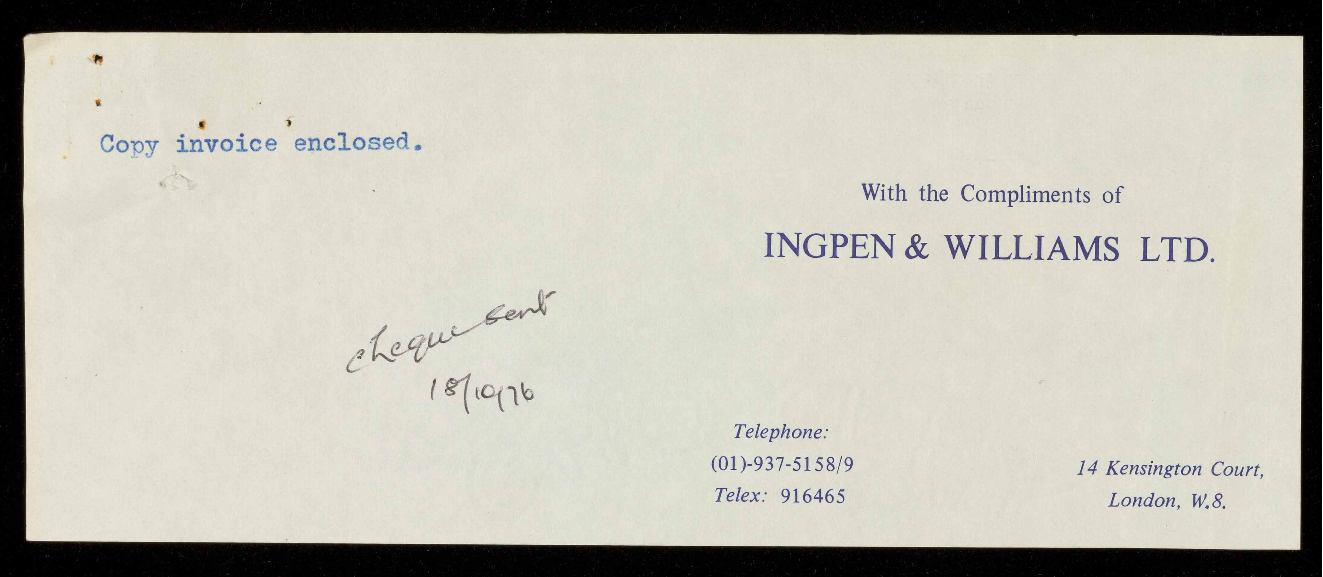 Copy invoice enclosed.
With the Compliments of
INGPEN & WILLIAMS LTD.
cheque sent
18/10/76
Telephone:
(01)-937-5158/9
Telex: 916465
14 Kensington Court,
London, W.8.